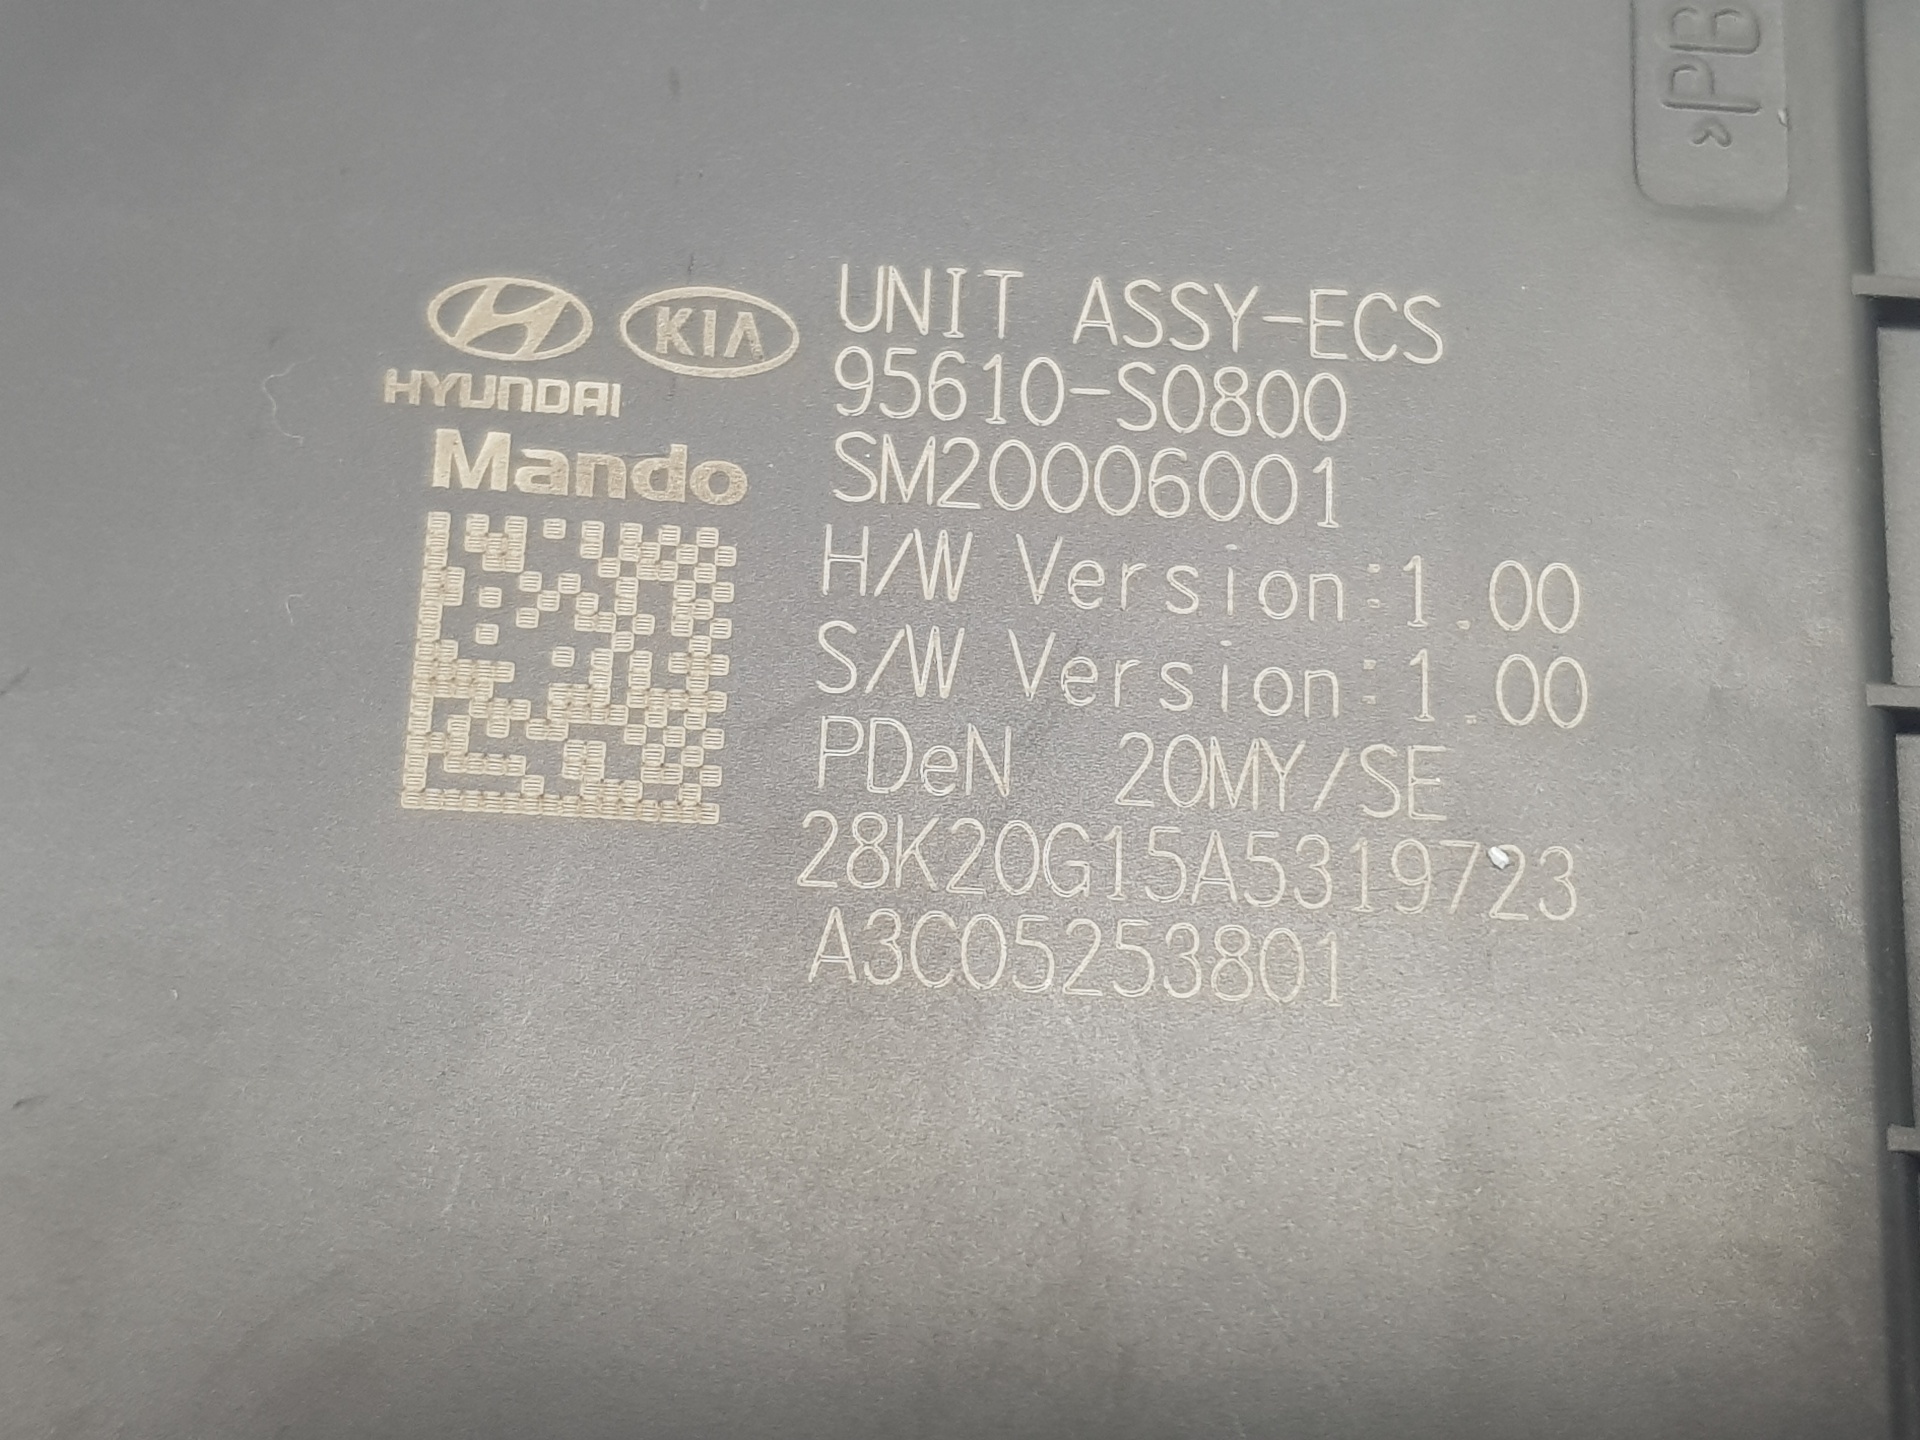 HYUNDAI
KIA
Mando
UNIT ASSY-ECS
95610-S0800
SM20006001
H/W Version:1.00
S/W Version:1.00
PDeN 20MY/SE
28K20G15A5319723
A3C05253801
>PB